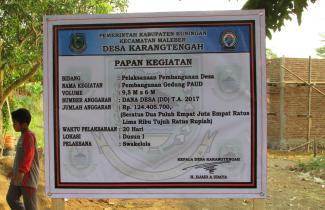 PEMERINTAH KABUPATEN KUNINGAN
KECAMATAN MALEBER
DESA KARANGTENGAH
PAPAN KEGIATAN
BIDANG : Pelaksanaan Pembangunan Desa
NAMA KEGIATAN : Pembangunan Gedung PAUD
VOLUME : 9,5 M x 6 M
SUMBER ANGGARAN : DANA DESA (DD) T.A. 2017
JUMLAH ANGGARAN : Rp. 124.405.700,-
(Seratus Dua Puluh Empat Juta Empat Ratus
Lima Ribu Tujuh Ratus Rupiah)
WAKTU PELAKSANAAN : 20 Hari
LOKASI : Dusun I
PELAKSANA : Swakelola
KEPALA DESA KARANGTENGAH